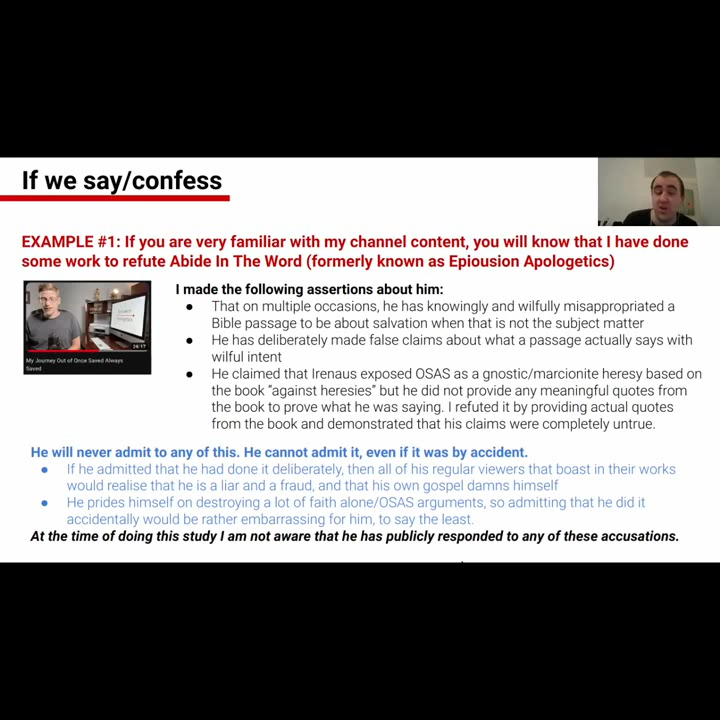 If we say/confess
EXAMPLE #1: If you are very familiar with my channel content, you will know that I have done
some work to refute Abide In The Word (formerly known as Epiousion Apologetics)
I made the following assertions about him:
● That on multiple occasions, he has knowingly and wilfully misappropriated a
Bible passage to be about salvation when that is not the subject matter
● He has deliberately made false claims about what a passage actually says with
wilful intent
● He claimed that Irenaus exposed OSAS as a gnostic/marcionite heresy based on
the book “against heresies” but he did not provide any meaningful quotes from
the book to prove what he was saying. I refuted it by providing actual quotes
from the book and demonstrated that his claims were completely untrue.
26:17
My Journey Out of Once Saved Always
Saved
He will never admit to any of this. He cannot admit it, even if it was by accident.
● If he admitted that he had done it deliberately, then all of his regular viewers that boast in their works
would realise that he is a liar and a fraud, and that his own gospel damns himself
● He prides himself on destroying a lot of faith alone/OSAS arguments, so admitting that he did it
accidentally would be rather embarrassing for him, to say the least.
At the time of doing this study I am not aware that he has publicly responded to any of these accusations.